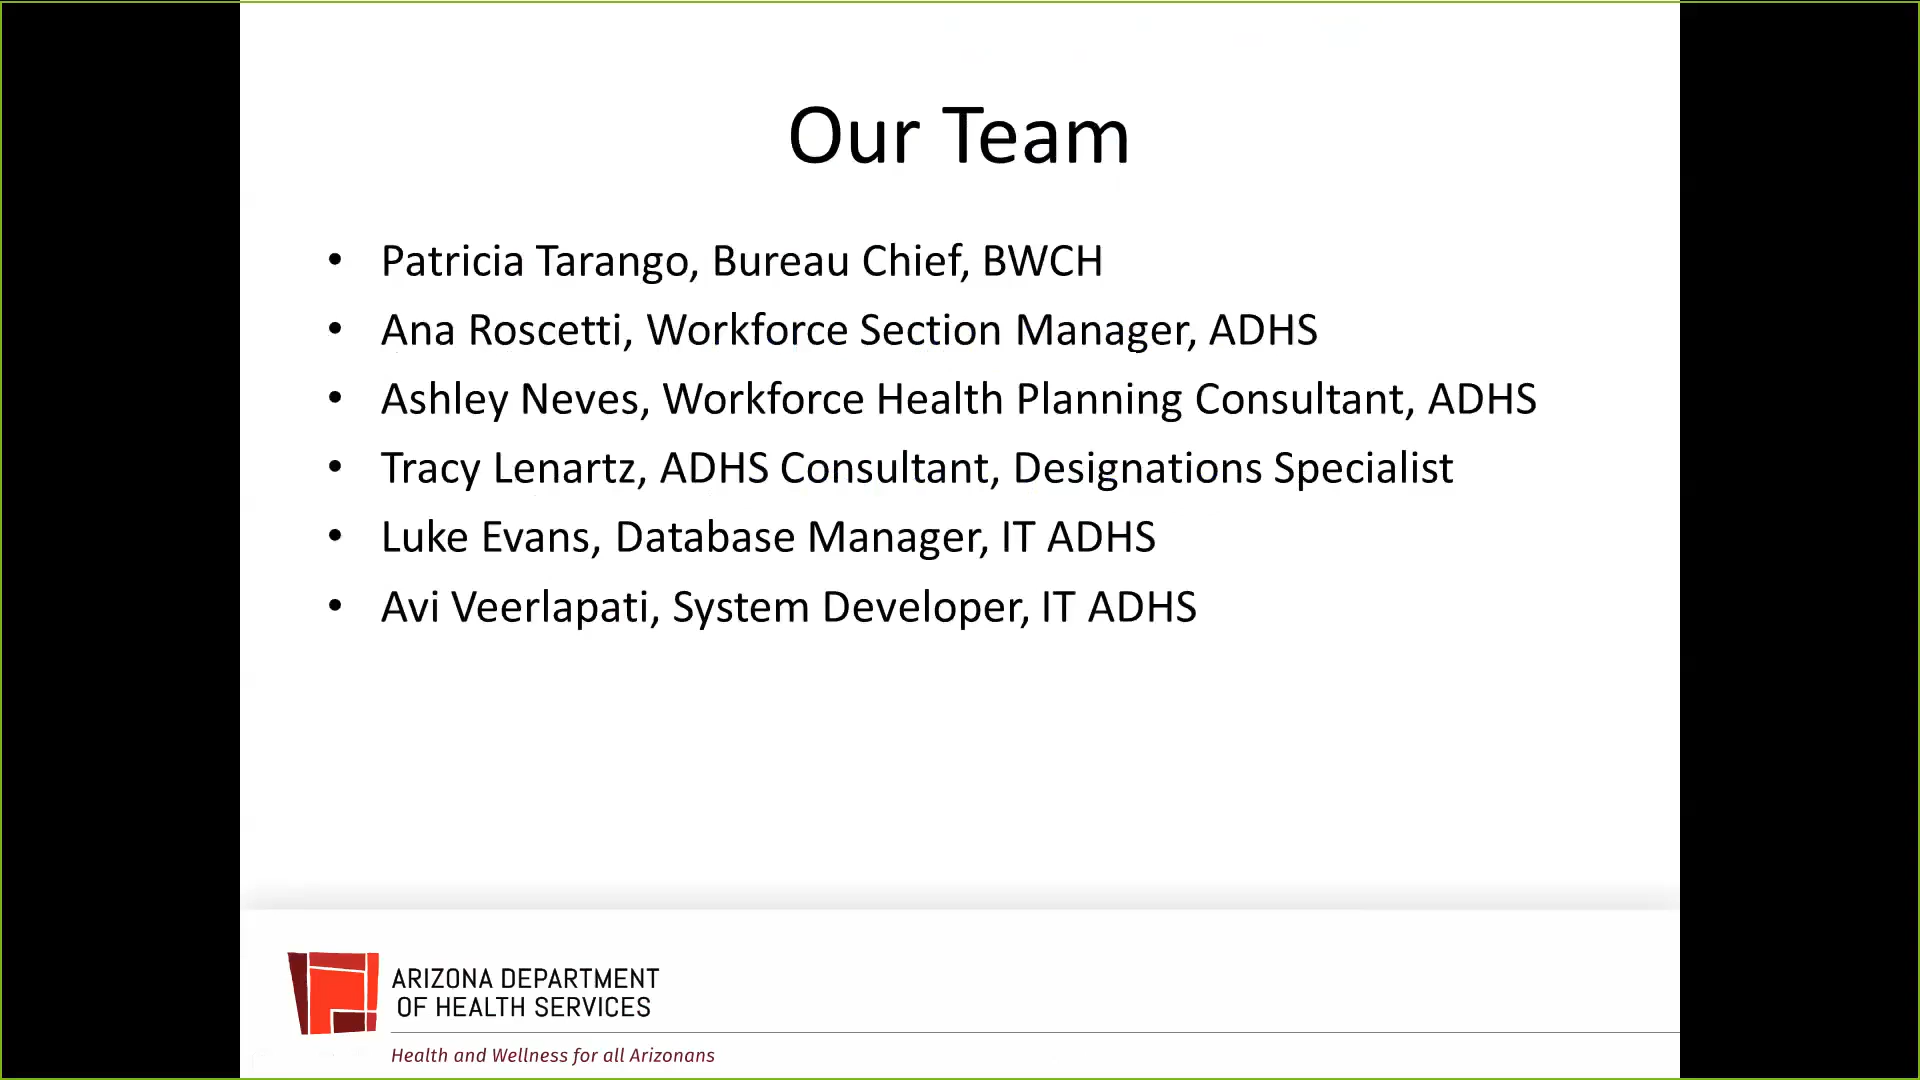 Our Team
• Patricia Tarango, Bureau Chief, BWCH
• Ana Roscetti, Workforce Section Manager, ADHS
• Ashley Neves, Workforce Health Planning Consultant, ADHS
• Tracy Lenartz, ADHS Consultant, Designations Specialist
• Luke Evans, Database Manager, IT ADHS
• Avi Veerlapati, System Developer, IT ADHS
ARIZONA DEPARTMENT
OF HEALTH SERVICES
Health and Wellness for all Arizonans